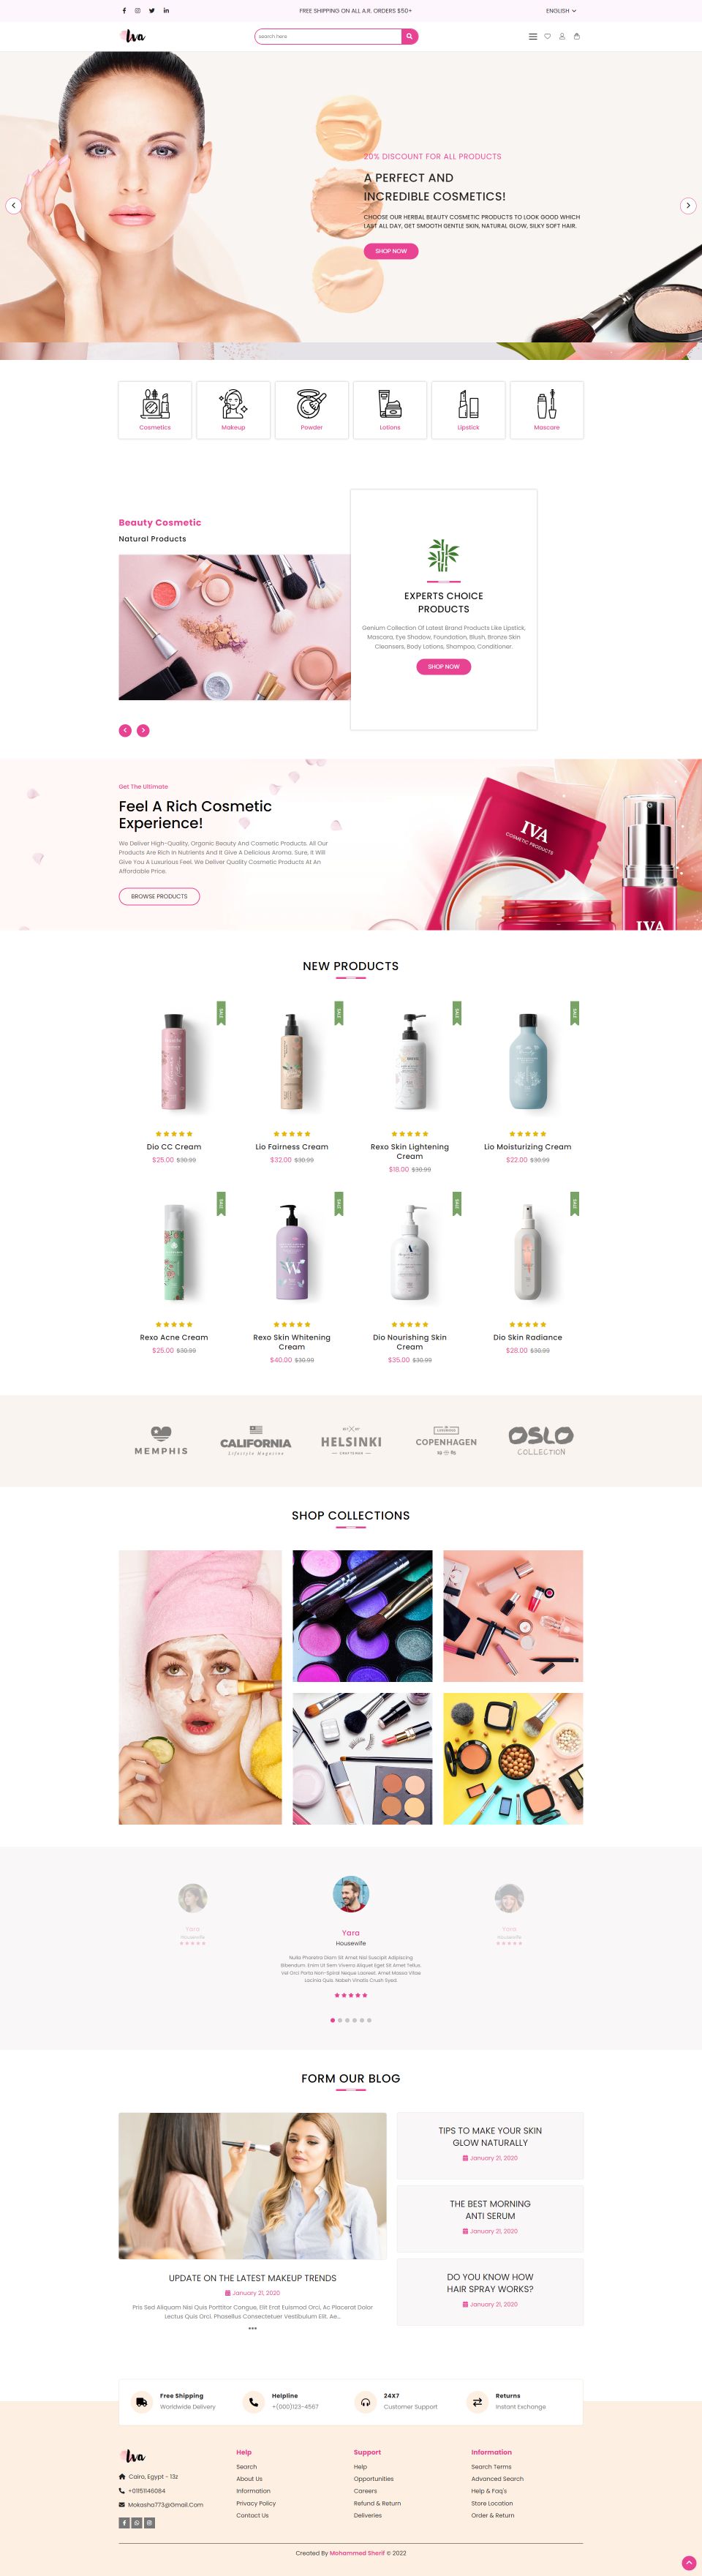 FREE SHIPPING ON ALL A.R. ORDERS $50+
ENGLISH
Iva
search here
20% DISCOUNT FOR ALL PRODUCTS
A PERFECT AND
INCREDIBLE COSMETICS!
CHOOSE OUR HERBAL BEAUTY COSMETIC PRODUCTS TO LOOK GOOD WHICH
LAST ALL DAY, GET SMOOTH GENTLE SKIN, NATURAL GLOW, SILKY SOFT HAIR.
SHOP NOW
Cosmetics
Makeup
Powder
Lotions
Lipstick
Mascare
Beauty Cosmetic
Natural Products
EXPERTS CHOICE
PRODUCTS
Genium Collection Of Latest Brand Products Like Lipstick,
Mascara, Eye Shadow, Foundation, Blush, Bronze Skin
Cleansers, Body Lotions, Shampoo, Conditioner.
SHOP NOW
Get The Ultimate
Feel A Rich Cosmetic
Experience!
We Deliver High-Quality, Organic Beauty And Cosmetic Products, All Our
Products Are Rich In Nutrients And It Give A Delicious Aroma. Sure, It Will
Give You A Luxurious Feel. We Deliver Quality Cosmetic Products At An
Affordable Price.
BROWSE PRODUCTS
IVA
COSMETIC PRODUCTS
IVA
NEW PRODUCTS
SALE
SALE
SALE
SALE
Dio CC Cream
$25.00 $30.99
Lio Fairness Cream
$32.00 $30.99
Rexo Skin Lightening
Cream
$18.00 $30.99
Lio Moisturizing Cream
$22.00 $30.99
SALE
SALE
SALE
SALE
W
Rexo Acne Cream
$25.00 $30.99
Rexo Skin Whitening
Cream
$40.00 $30.99
Dio Nourishing Skin
Cream
$35.00 $30.99
Dio Skin Radiance
$28.00 $30.99
MEMPHIS
CALIFORNIA
Lifestyle Magazine
HELSINKI
COPENHAGEN
OSLO
COLLECTION
SHOP COLLECTIONS
Yara
Housewife
Yara
Housewife
Nulla Pharetra Diem Sit Amet Nisl Suscipit Adipiscing
Bibendum. Enim Ut Sem Viverra Aliquet Eget Sit Amet Tellus.
Vel Orci Porta Non-Spiral Neque Laoreet. Amet Massa Vitae
Lacinia Quis. Nabeh Vinatis Crush Syed.
Yara
Housewife
FORM OUR BLOG
UPDATE ON THE LATEST MAKEUP TRENDS
January 21, 2020
Pris Sed Aliquam Nisi Quis Porttitor Congue, Elit Erat Euismod Orci, Ac Placerat Dolor
Lectus Quis Orci. Phasellus Consectetuer Vestibulum Elit. Ae...
TIPS TO MAKE YOUR SKIN
GLOW NATURALLY
January 21, 2020
THE BEST MORNING
ANTI SERUM
January 21, 2020
DO YOU KNOW HOW
HAIR SPRAY WORKS?
January 21, 2020
Free Shipping
Worldwide Delivery
Helpline
+(000)123-4567
24X7
Customer Support
Returns
Instant Exchange
Iva
Cairo, Egypt - 13z
+01151146084
Mokasha773@Gmail.Com
Help
Search
About Us
Information
Privacy Policy
Contact Us
Support
Help
Opportunities
Careers
Refund & Return
Deliveries
Information
Search Terms
Advanced Search
Help & Faq's
Store Location
Order & Return
Created By Mohammed Sherif © 2022